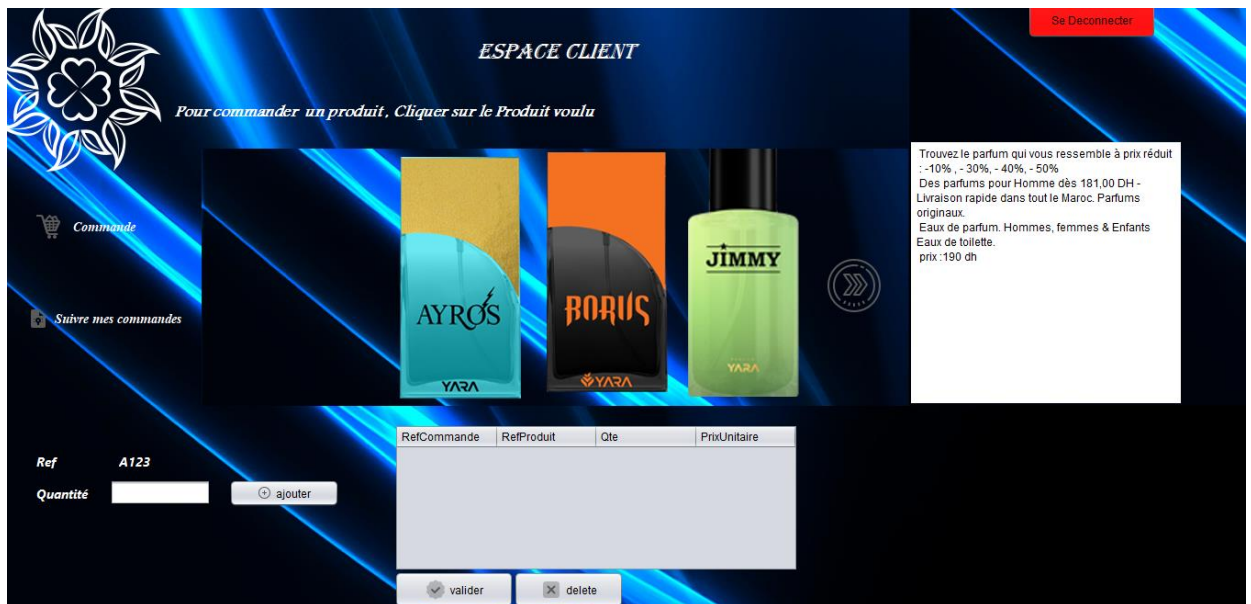 Se Deconnecter
ESPACE CLIENT
Pour commander un produit , Cliquer sur le Produit voulu
Commande
Suivre mes commandes
AYROS
YARA
BORUS
YARA
JIMMY
YARA
Trouvez le parfum qui vous ressemble à prix réduit
: -10% , - 30%, - 40%, - 50%
Des parfums pour Homme dès 181,00 DH -
Livraison rapide dans tout le Maroc. Parfums
originaux.
Eaux de parfum. Hommes, femmes & Enfants
Eaux de toilette.
prix :190 dh
RefCommande RefProduit Qte PrixUnitaire
Ref A123
Quantité ajouter
valider delete